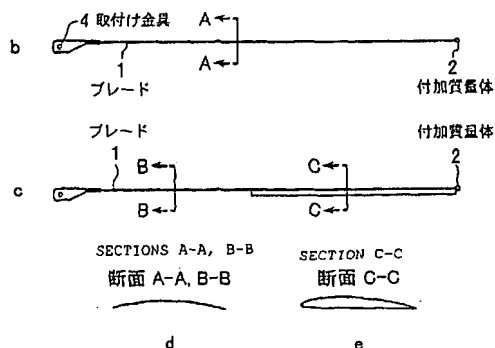 4 取付け金具
A
b
A
1
2
ブレード
付加質量体
ブレード
付加質量体
1
B
C
2
c
B
C
SECTIONS A-A, B-B
SECTION C-C
断面 A-A, B-B
断面 C-C
d
e